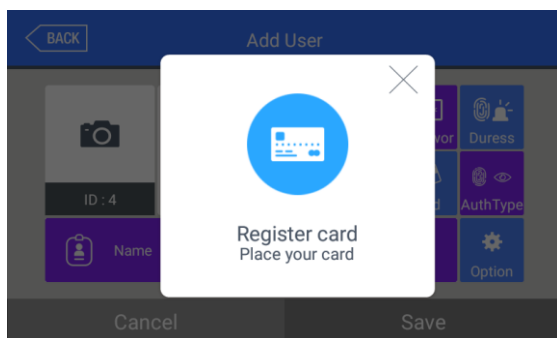 BACK
Add User
Duress
ID : 4
AuthType
Name
Register card
Place your card
Option
Cancel
Save